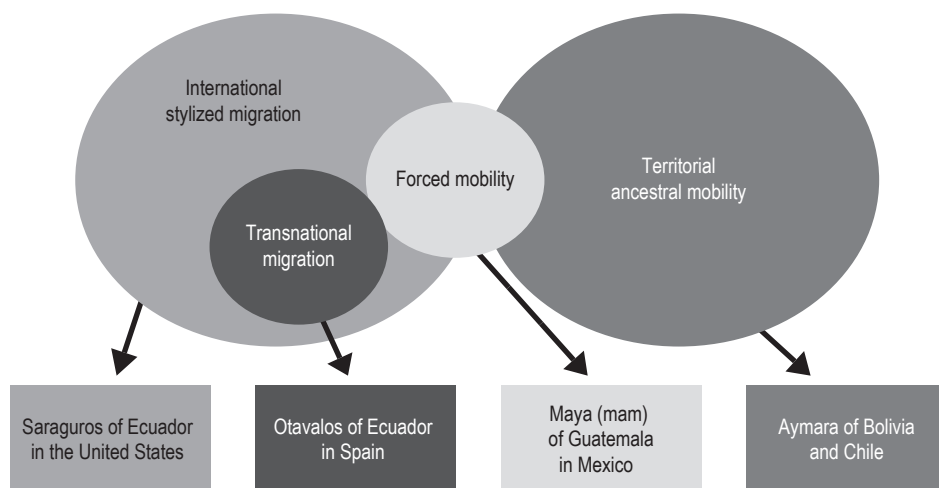 International
stylized migration
Forced mobility
Territorial
ancestral mobility
Transnational
migration
Saraguros of Ecuador
in the United States
Otavalos of Ecuador
in Spain
Maya (mam)
of Guatemala
in Mexico
Aymara of Bolivia
and Chile